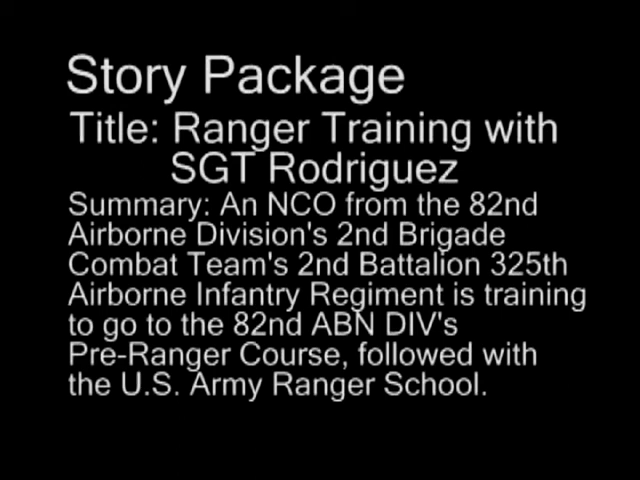 Story Package
Title: Ranger Training with
SGT Rodriguez
Summary: An NCO from the 82nd
Airborne Division's 2nd Brigade
Combat Team's 2nd Battalion 325th
Airborne Infantry Regiment is training
to go to the 82nd ABN DIV's
Pre-Ranger Course, followed with
the U.S. Army Ranger School.